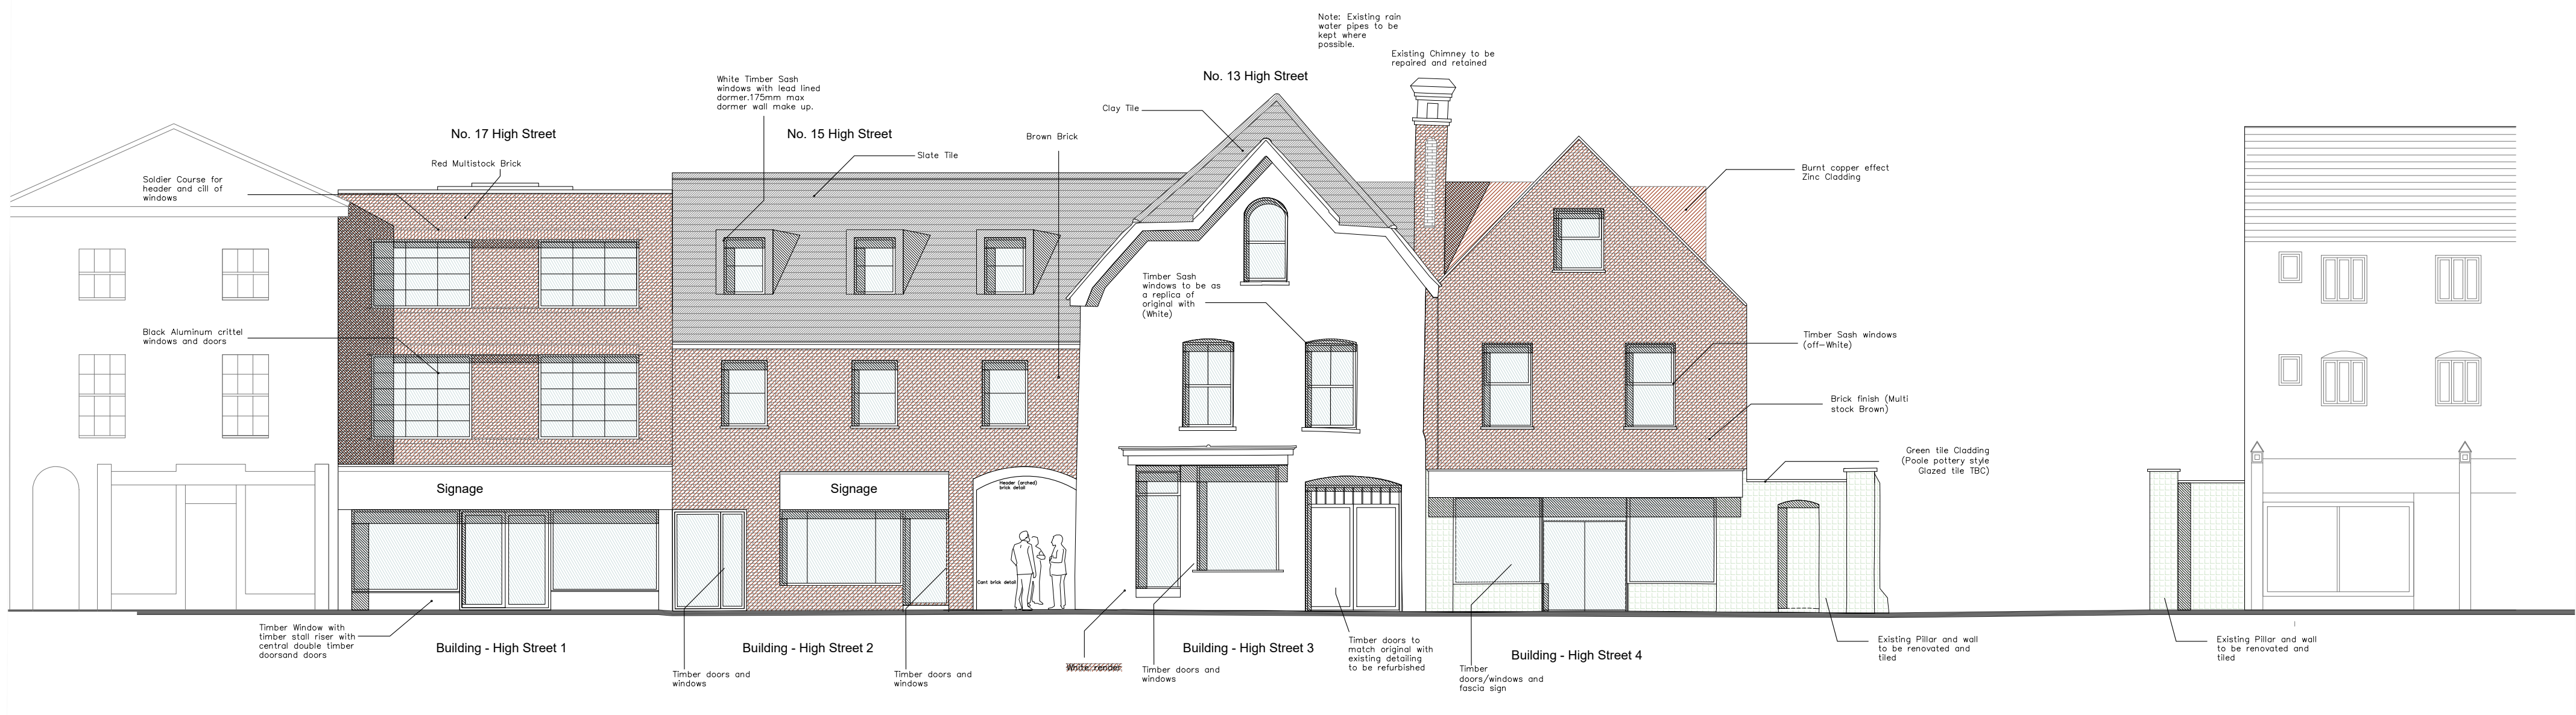 Note: Existing rain
water pipes to be
kept where
possible.
Existing Chimney to be
repaired and retained
No. 13 High Street
White Timber Sash
windows with lead lined
dormer.175mm max
dormer wall make up.
Clay Tile
No. 17 High Street
No. 15 High Street
Brown Brick
Red Multistock Brick
Slate Tile
Soldier Course for
header and cill of
windows
Burnt copper effect
Zinc Cladding
Timber Sash
windows to be as
a replica of
original with
(White)
Black Aluminum crittel
windows and doors
Timber Sash windows
(off-White)
Brick finish (Multi
stock Brown)
Green tile Cladding
(Poole pottery style
Glazed tile TBC)
Signage
Signage
Header (arched)
brick detail
Cant brick detail
Timber Window with
timber stall riser with
central double timber
doorsand doors
Building - High Street 1
Building - High Street 2
Building - High Street 3
Building - High Street 4
Timber doors and
windows
Timber doors and
windows
White render
Timber doors and
windows
Timber doors to
match original with
existing detailing
to be refurbished
Timber
doors/windows and
fascia sign
Existing Pillar and wall
to be renovated and
tiled
Existing Pillar and wall
to be renovated and
tiled